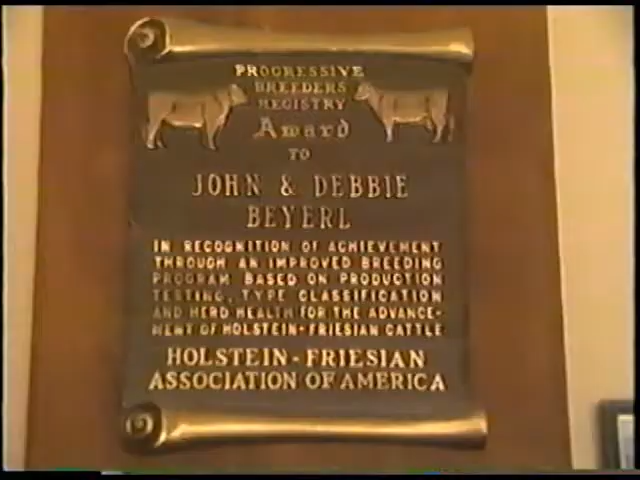 PROGRESSIVE
BREEDERS
REGISTRY
Award
TO
JOHN & DEBBIE
BEYERL
IN RECOGNITION OF ACHIEVEMENT
THROUGH AN IMPROVED BREEDING
PROGRAM BASED ON PRODUCTION
TESTING, TYPE CLASSIFICATION
AND HERD HEALTH FOR THE ADVANCE-
MENT OF HOLSTEIN-FRIESIAN CATTLE
HOLSTEIN-FRIESIAN
ASSOCIATION OF AMERICA